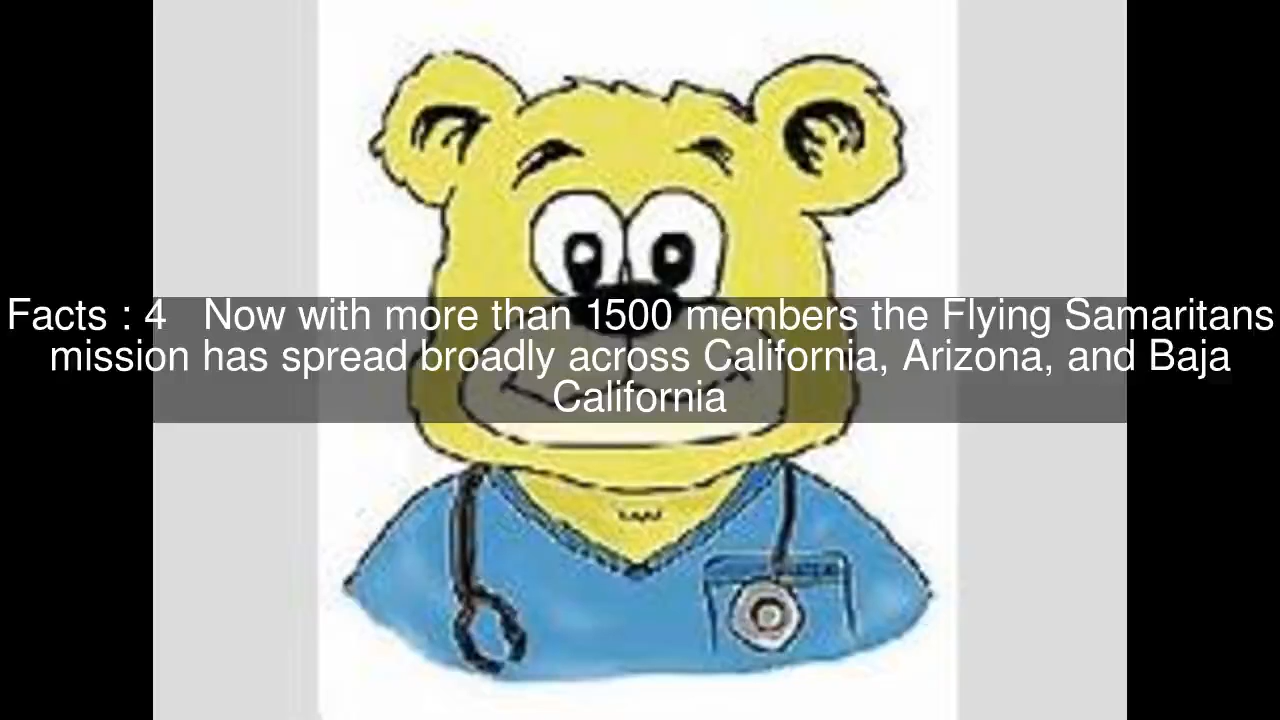 Facts : 4   Now with more than 1500 members the Flying Samaritans
mission has spread broadly across California, Arizona, and Baja
California